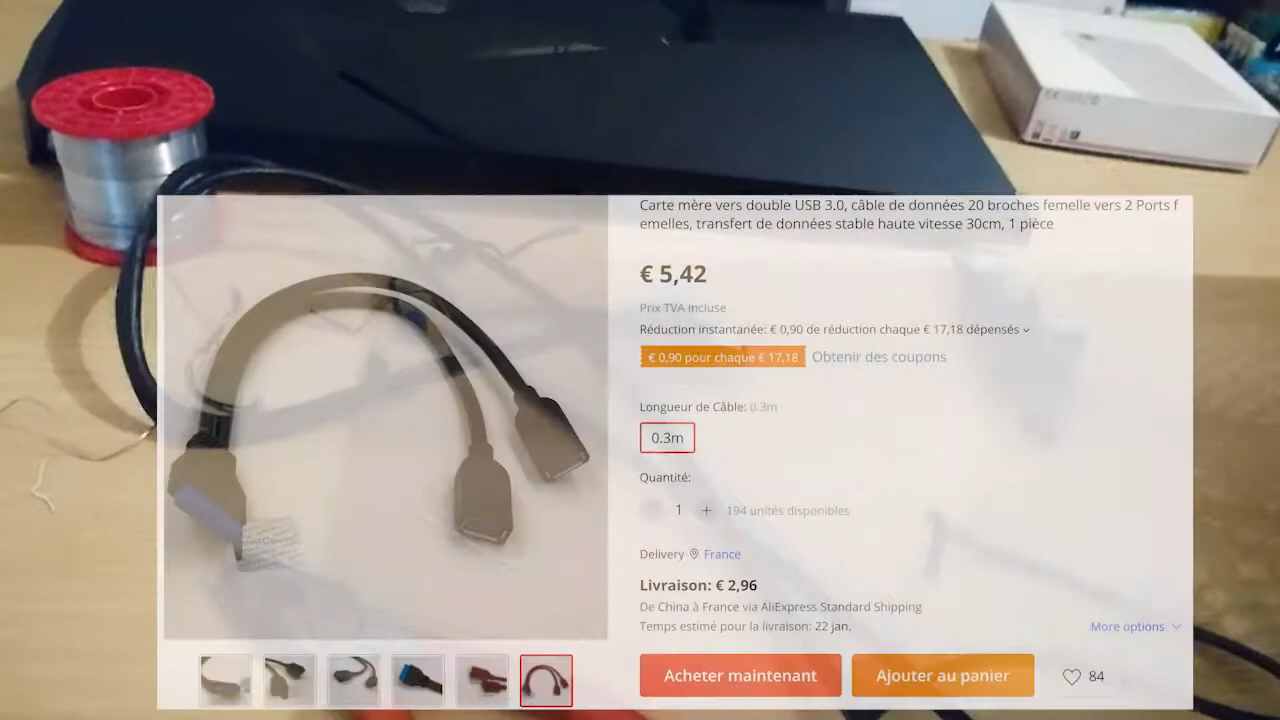 Carte mère vers double USB 3.0, câble de données 20 broches femelle vers 2 Ports f
emelles, transfert de données stable haute vitesse 30cm, 1 pièce
€ 5,42
Prix TVA incluse
Réduction instantanée: € 0,90 de réduction chaque € 17,18 dépensés
€ 0,90 pour chaque € 17,18 Obtenir des coupons
Longueur de Câble: 0.3m
0.3m
Quantité:
1 + 194 unités disponibles
Delivery France
Livraison: € 2,96
De China à France via AliExpress Standard Shipping
Temps estimé pour la livraison: 22 jan.
More options
Acheter maintenant
Ajouter au panier
84